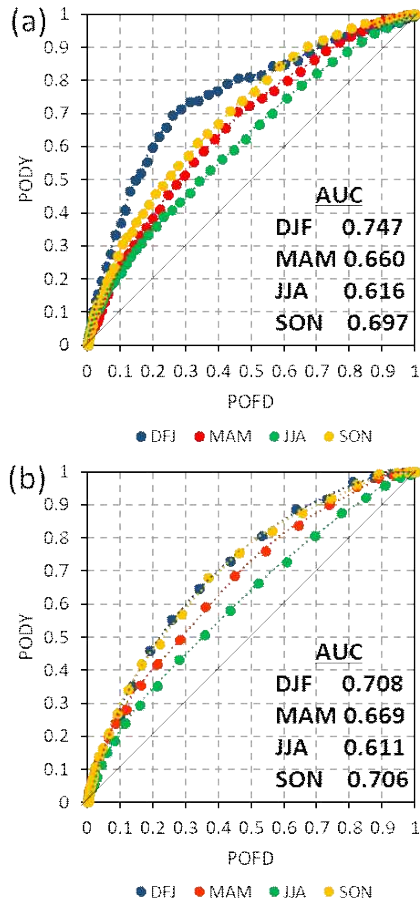 (a)
1
0.9
0.8
0.7
0.6
0.5
0.4
0.3
0.2
0.1
0
PODY
AUC
DJF 0.747
MAM 0.660
JJA 0.616
SON 0.697
0 0.1 0.2 0.3 0.4 0.5 0.6 0.7 0.8 0.9 1
POFD
DFJ MAM JJA SON
(b)
1
0.9
0.8
0.7
0.6
0.5
0.4
0.3
0.2
0.1
0
PODY
AUC
DJF 0.708
MAM 0.669
JJA 0.611
SON 0.706
0 0.1 0.2 0.3 0.4 0.5 0.6 0.7 0.8 0.9 1
POFD
DFJ MAM JJA SON